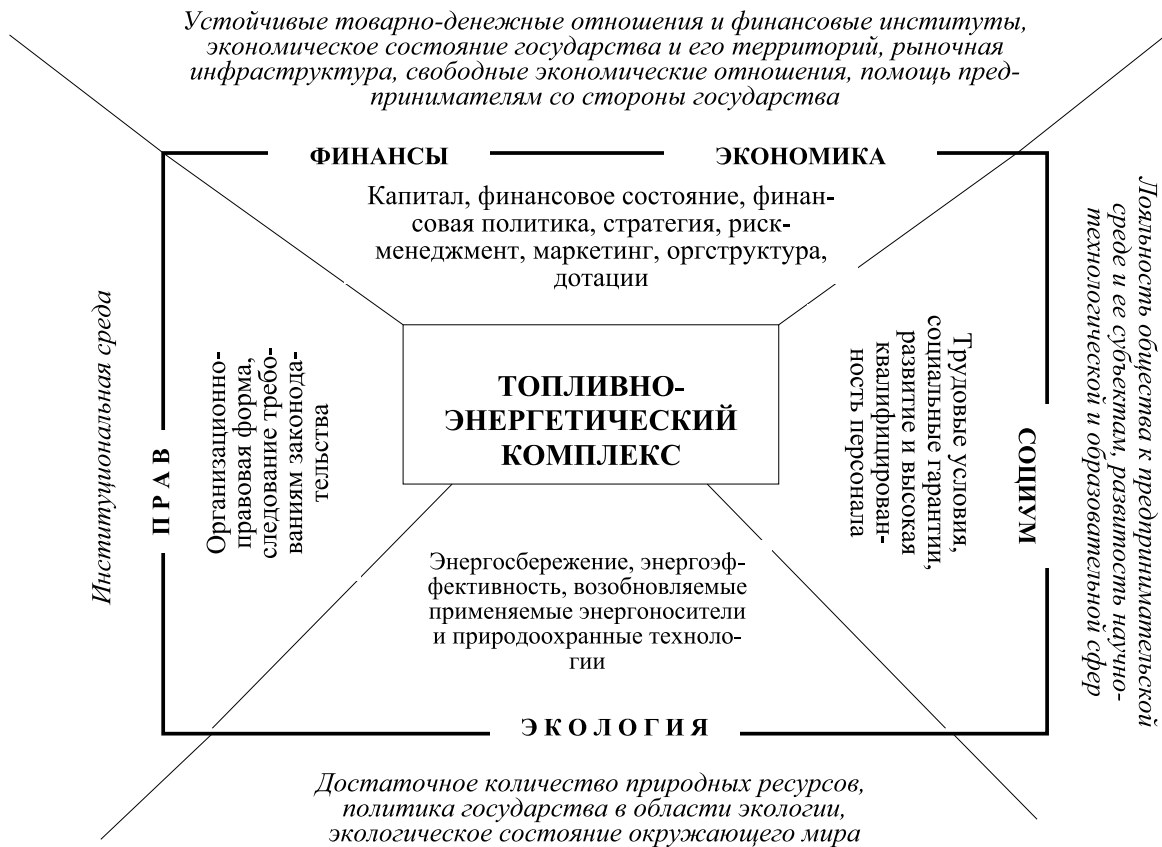 Устойчивые товарно-денежные отношения и финансовые институты,
экономическое состояние государства и его территорий, рыночная
инфраструктура, свободные экономические отношения, помощь пред-
принимателям со стороны государства
ФИНАНСЫ
ЭКОНОМИКА
Капитал, финансовое состояние, финан-
совая политика, стратегия, риск-
менеджмент, маркетинг, оргструктура,
дотации
Институциональная среда
П Р А В
Организационно-
правовая форма,
следование требо-
ваниям законода-
тельства
ТОПЛИВНО-
ЭНЕРГЕТИЧЕСКИЙ
КОМПЛЕКС
Трудовые условия,
социальные гарантии,
развитие и высокая
квалифицирован-
ность персонала
СОЦИУМ
Лояльность общества к предпринимательской
среде и ее субъектам, развитость научно-
технологической и образовательной сфер
Энергосбережение, энергоэф-
фективность, возобновляемые
применяемые энергоносители
и природоохранные техноло-
гии
Э К О Л О Г И Я
Достаточное количество природных ресурсов,
политика государства в области экологии,
экологическое состояние окружающего мира